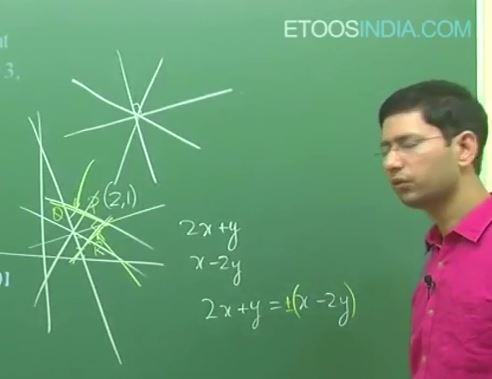 ETOOSINDIA.COM
3,
(2,1)
2x+y
x-2y
2x+y = ±(x-2y)